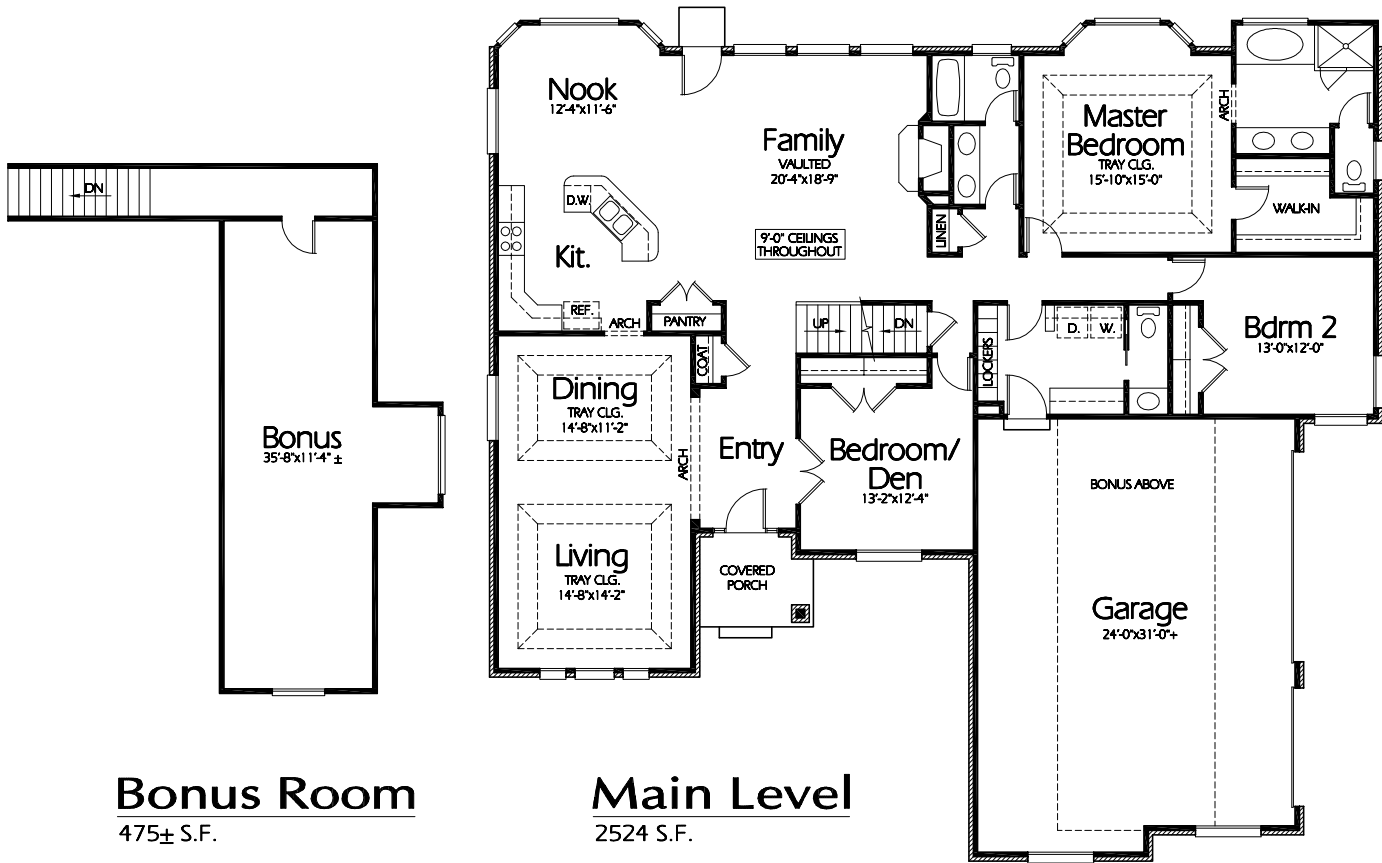 DN
Bonus
35'-8"x11'-4" ±
Bonus Room
475± S.F.
Nook
12'-4"x11'-6"
Family
VAULTED
20'-4"x18'-9"
Master
Bedroom
TRAY CLG.
15'-10"x15'-0"
ARCH
WALK-IN
D.W.
LINEN
9'-0" CEILINGS
THROUGHOUT
Kit.
REF.
ARCH
PANTRY
COAT
UP
DN
LOCKERS
D.
W.
Bdrm 2
13'-0"x12'-0"
Dining
TRAY CLG.
14'-8"x11'-2"
ARCH
Entry
Bedroom/
Den
13'-2"x12'-4"
BONUS ABOVE
Living
TRAY CLG.
14'-8"x14'-2"
COVERED
PORCH
Garage
24'-0"x31'-0"+
Main Level
2524 S.F.